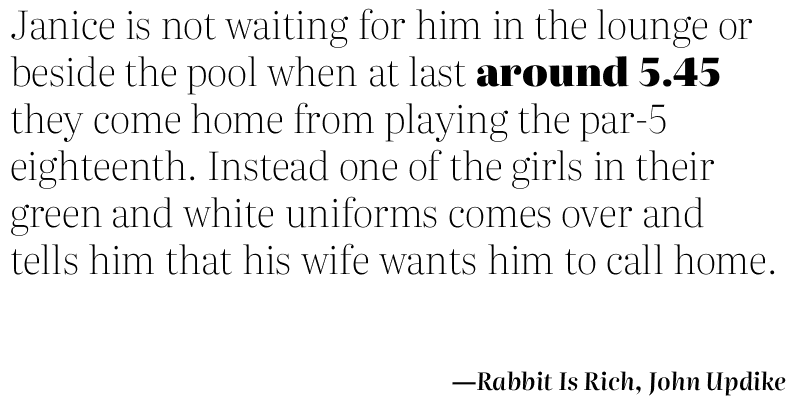 Janice is not waiting for him in the lounge or
beside the pool when at last around 5.45
they come home from playing the par-5
eighteenth. Instead one of the girls in their
green and white uniforms comes over and
tells him that his wife wants him to call home.
—Rabbit Is Rich, John Updike